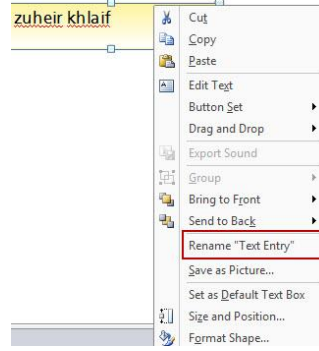 zuheir khlaif
Cut
Copy
Paste
Edit Text
Button Set
Drag and Drop
Export Sound
Group
Bring to Front
Send to Back
Rename "Text Entry"
Save as Picture...
Set as Default Text Box
Size and Position...
Format Shape...